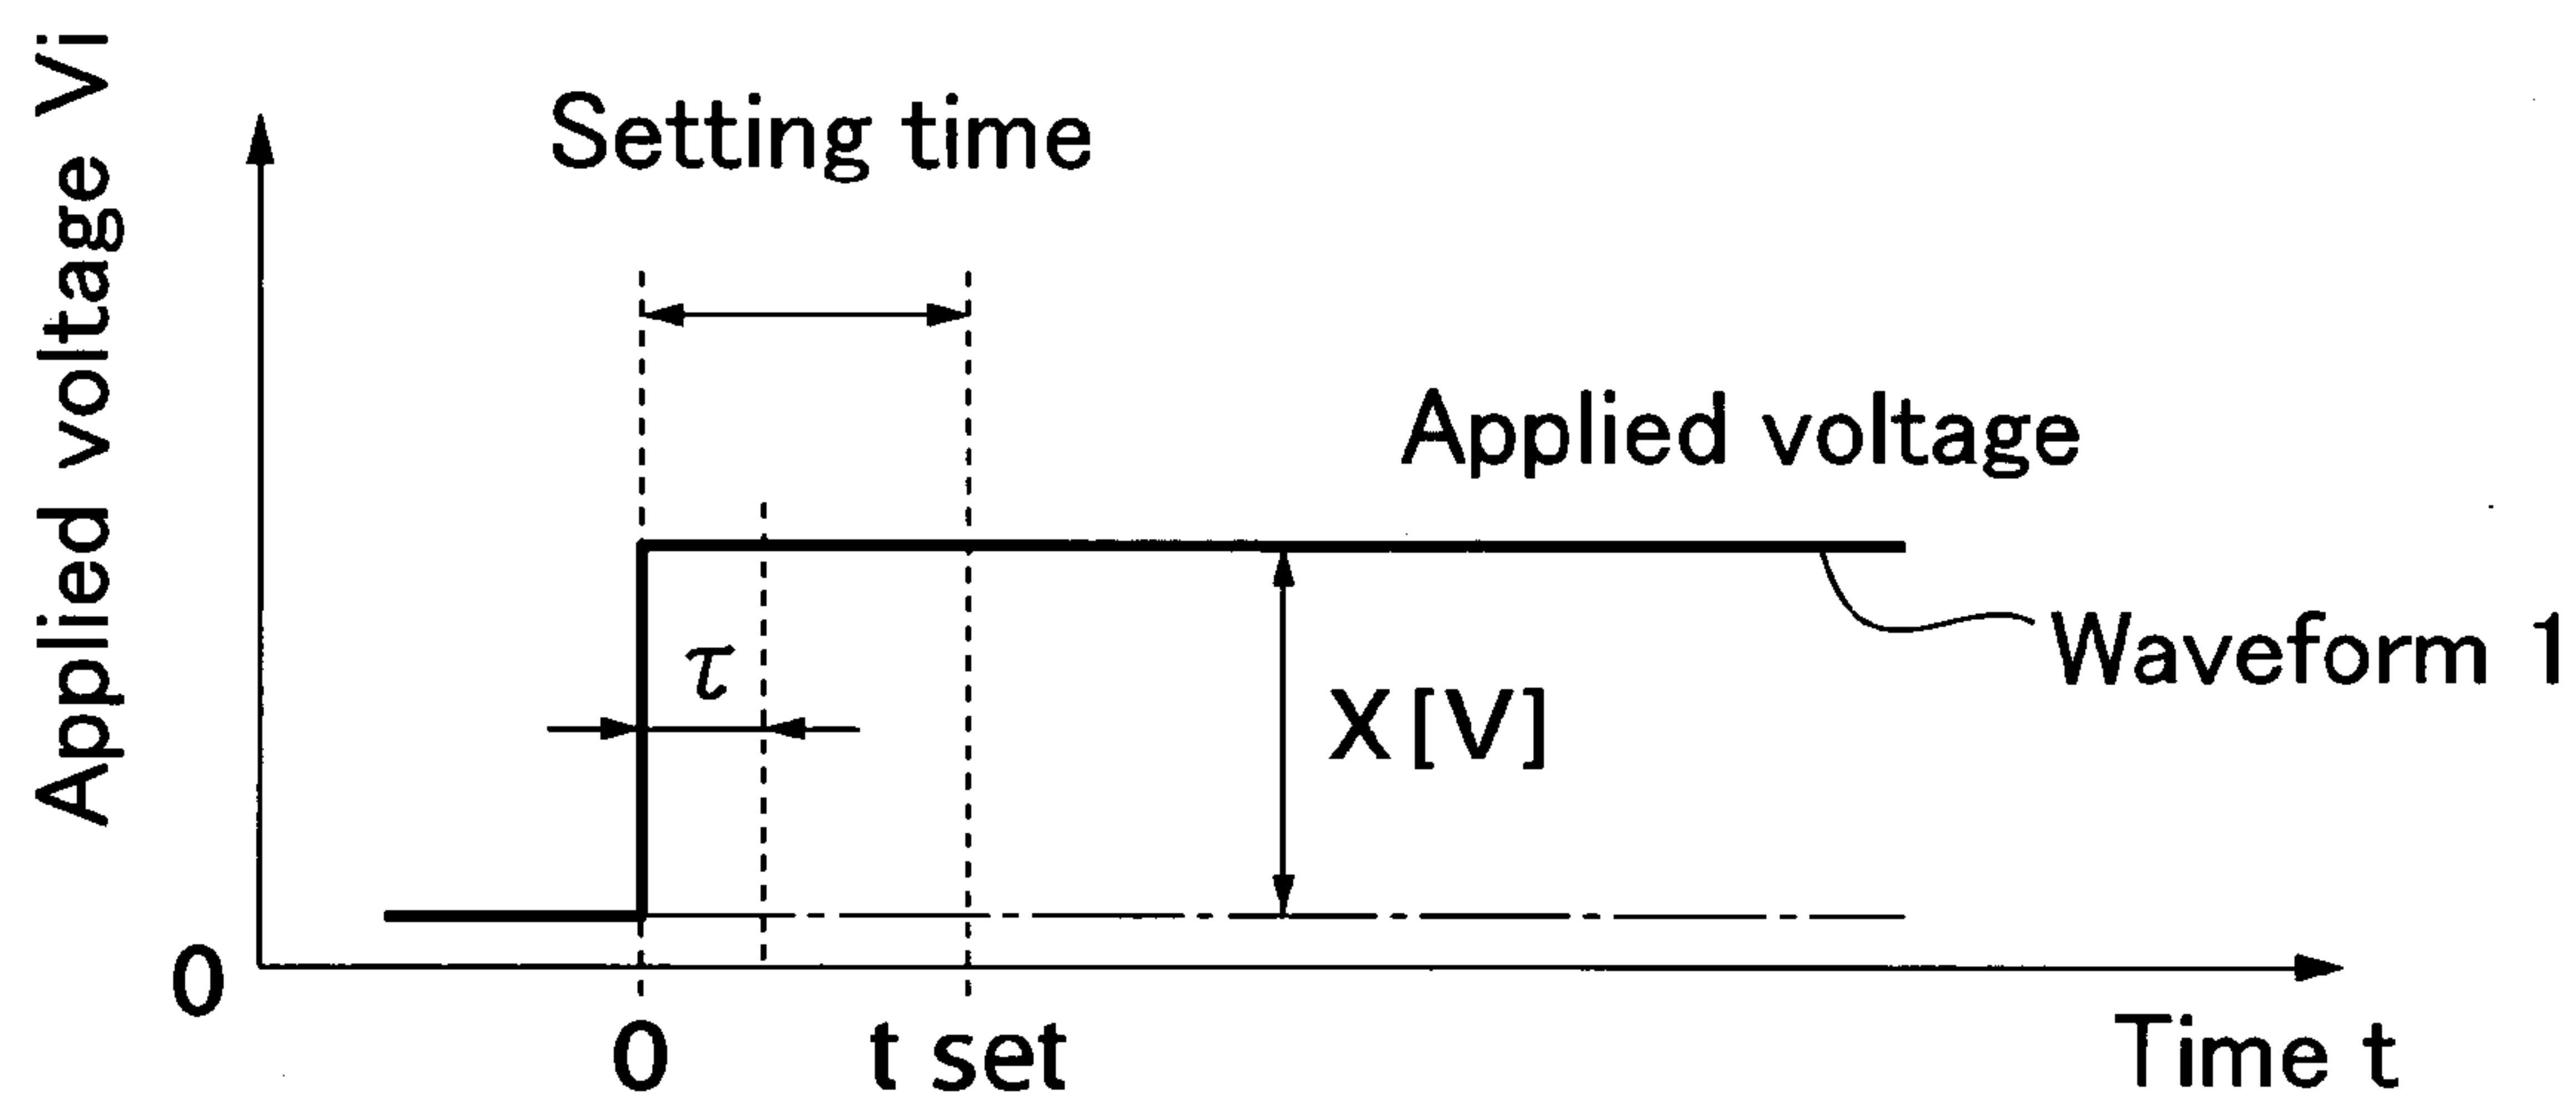 Applied voltage Vi
Setting time
Applied voltage
τ
X [V]
Waveform 1
0
0
t set
Time t